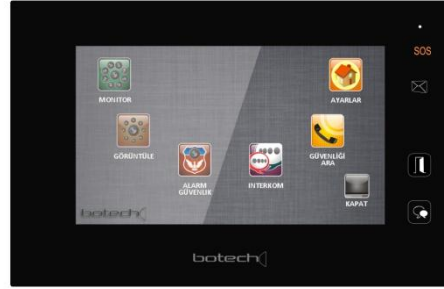 SOS
MONITOR
AYARLAR
GÖRÜNTÜLE
GÜVENLİĞİ
ARA
ALARM
GÜVENLİK
INTERKOM
KAPAT
botech
botech